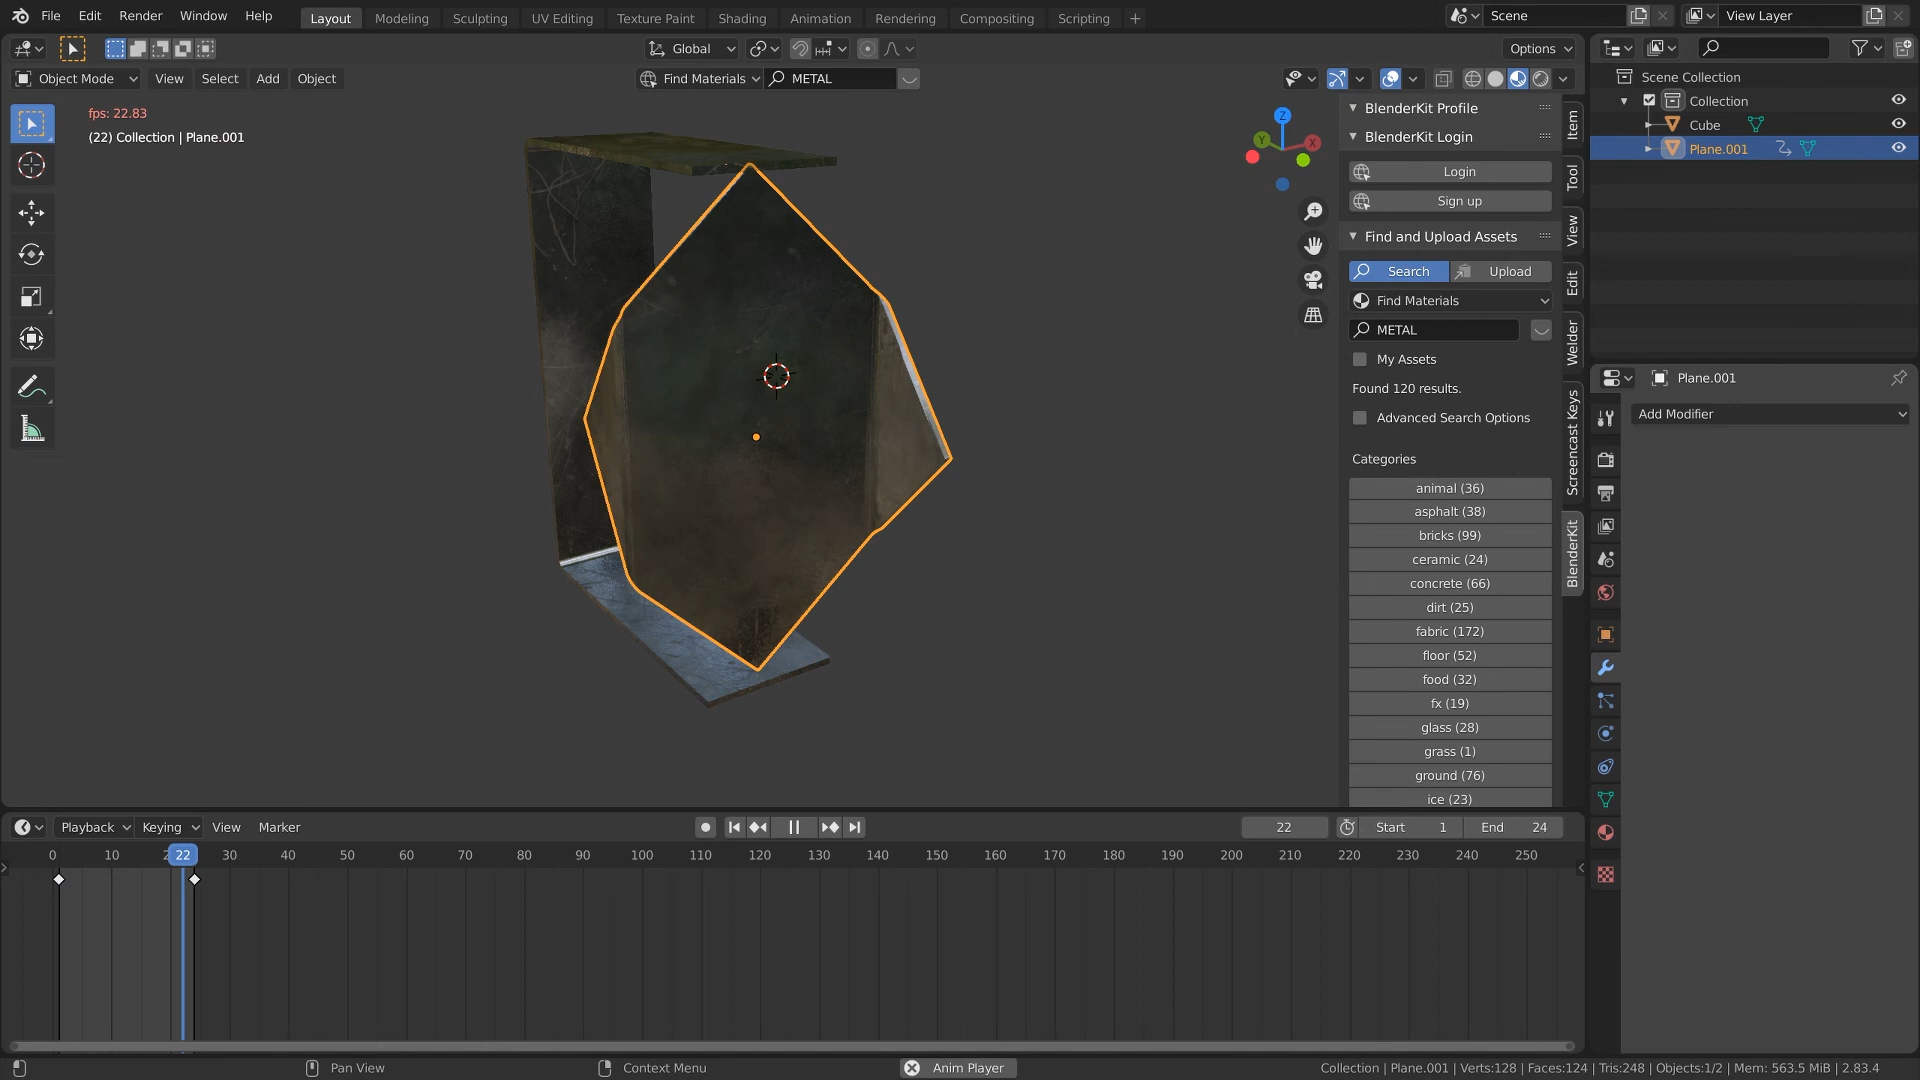 File Edit Render Window Help Layout Modeling Sculpting UV Editing Texture Paint Shading Animation Rendering Compositing Scripting + Scene View Layer
Global Options
Object Mode View Select Add Object Find Materials METAL
fps: 22.83
(22) Collection | Plane.001
Z
Y
X
BlenderKit Profile
BlenderKit Login
Login
Sign up
Find and Upload Assets
Search Upload
Find Materials
METAL
My Assets
Found 120 results.
Advanced Search Options
Categories
animal (36)
asphalt (38)
bricks (99)
ceramic (24)
concrete (66)
dirt (25)
fabric (172)
floor (52)
food (32)
fx (19)
glass (28)
grass (1)
ground (76)
ice (23)
Item
Tool
View
Edit
Welder
Screencast Keys
BlenderKit
Scene Collection
Collection
Cube
Plane.001
Plane.001
Add Modifier
Playback Keying View Marker 22 Start 1 End 24
0 10 2 22 30 40 50 60 70 80 90 100 110 120 130 140 150 160 170 180 190 200 210 220 230 240 250
Pan View Context Menu Anim Player Collection | Plane.001 | Verts:128 | Faces:124 | Tris:248 | Objects:1/2 | Mem: 563.5 MiB | 2.83.4